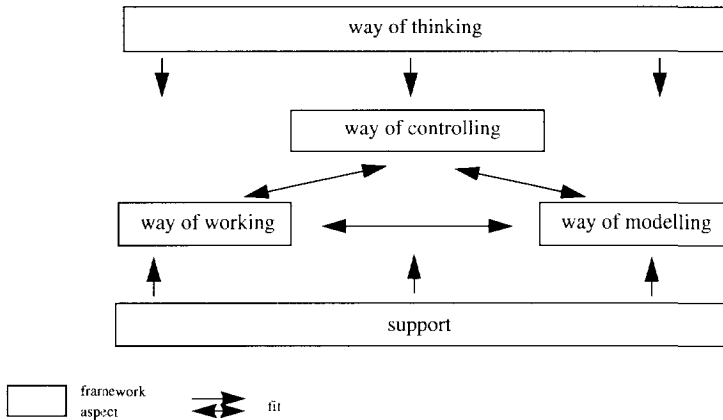 way of thinking
way of controlling
way of working
way of modelling
support
framework
aspect
fit